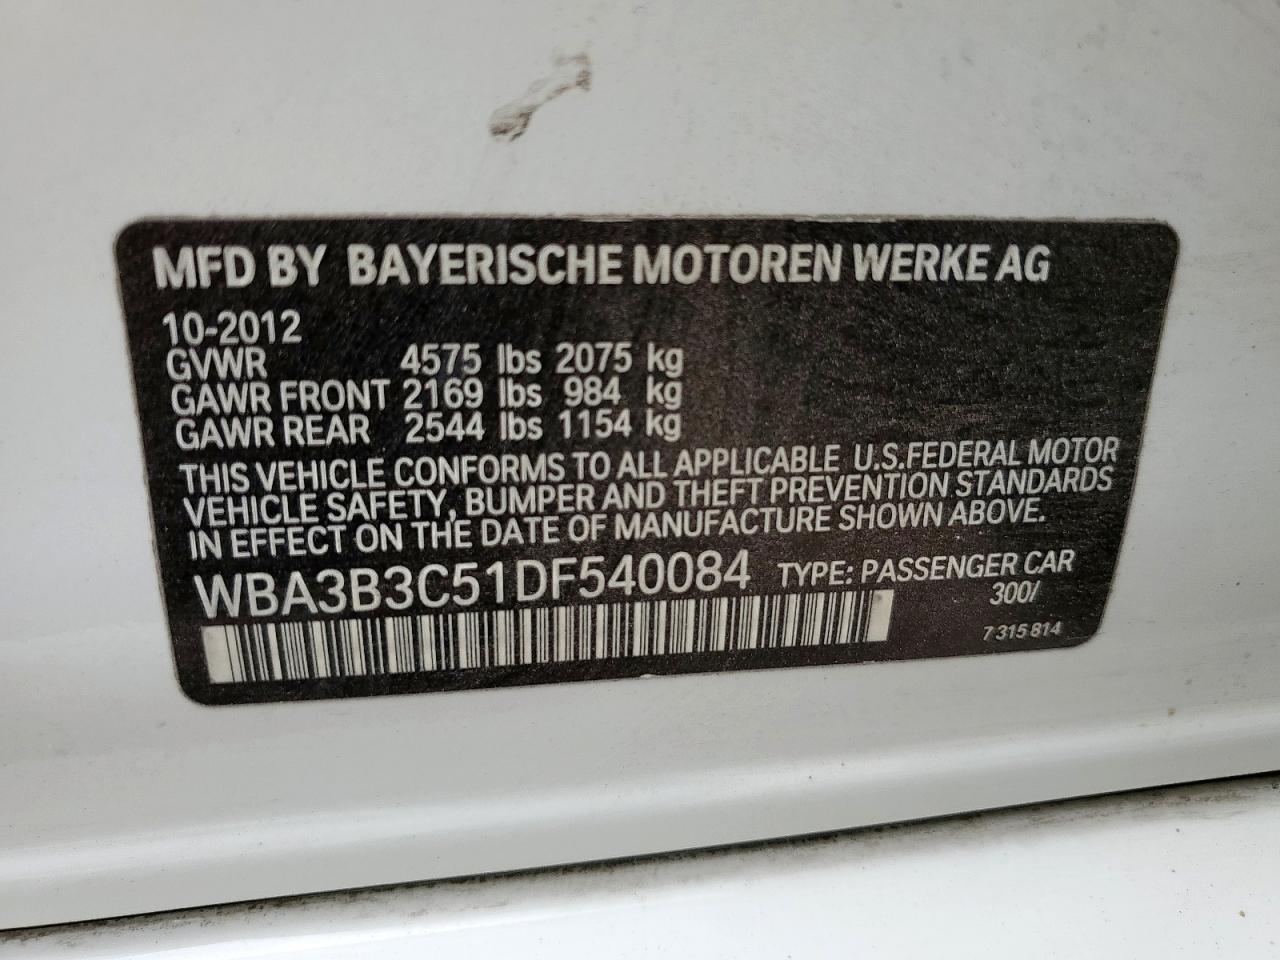 MFD BY BAYERISCHE MOTOREN WERKE AG
10-2012
GVWR 4575 lbs 2075 kg
GAWR FRONT 2169 lbs 984 kg
GAWR REAR 2544 lbs 1154 kg
THIS VEHICLE CONFORMS TO ALL APPLICABLE U.S.FEDERAL MOTOR
VEHICLE SAFETY, BUMPER AND THEFT PREVENTION STANDARDS
IN EFFECT ON THE DATE OF MANUFACTURE SHOWN ABOVE.
WBA3B3C51DF540084 TYPE: PASSENGER CAR
300/
7 315 814